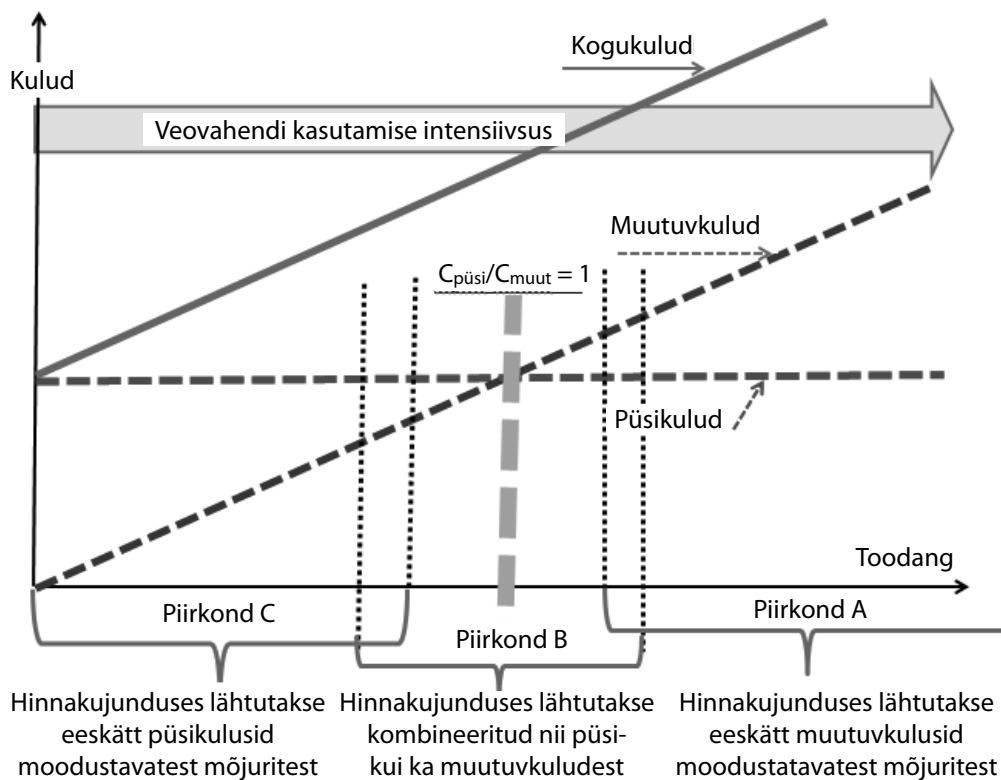 Kogukulud
Kulud
Veovahendi kasutamise intensiivsus
Muutuvkulud
Cpüsi/Cmuut = 1
Püsikulud
Toodang
Piirkond C
Piirkond B
Piirkond A
Hinnakujunduses lähtutakse
eeskätt püsikulusid
moodustavatest mõjuritest
Hinnakujunduses lähtutakse
kombineeritud nii püsi-
kui ka muutuvkuludest
Hinnakujunduses lähtutakse
eeskätt muutuvkulusid
moodustatavatest mõjuritest